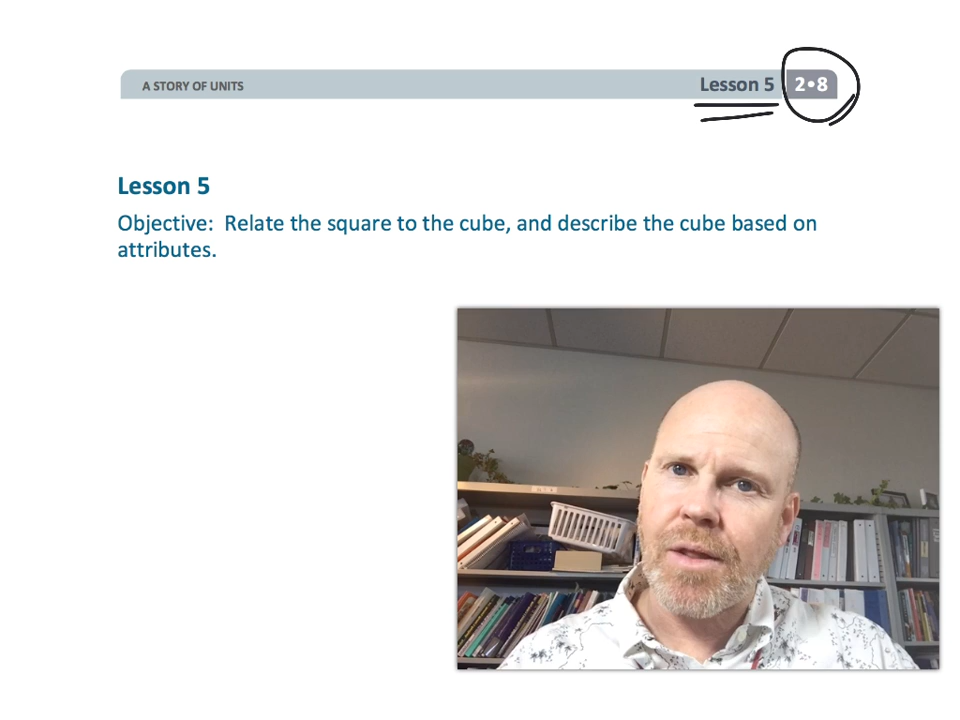 A STORY OF UNITS
Lesson 5 2•8
Lesson 5
Objective: Relate the square to the cube, and describe the cube based on
attributes.